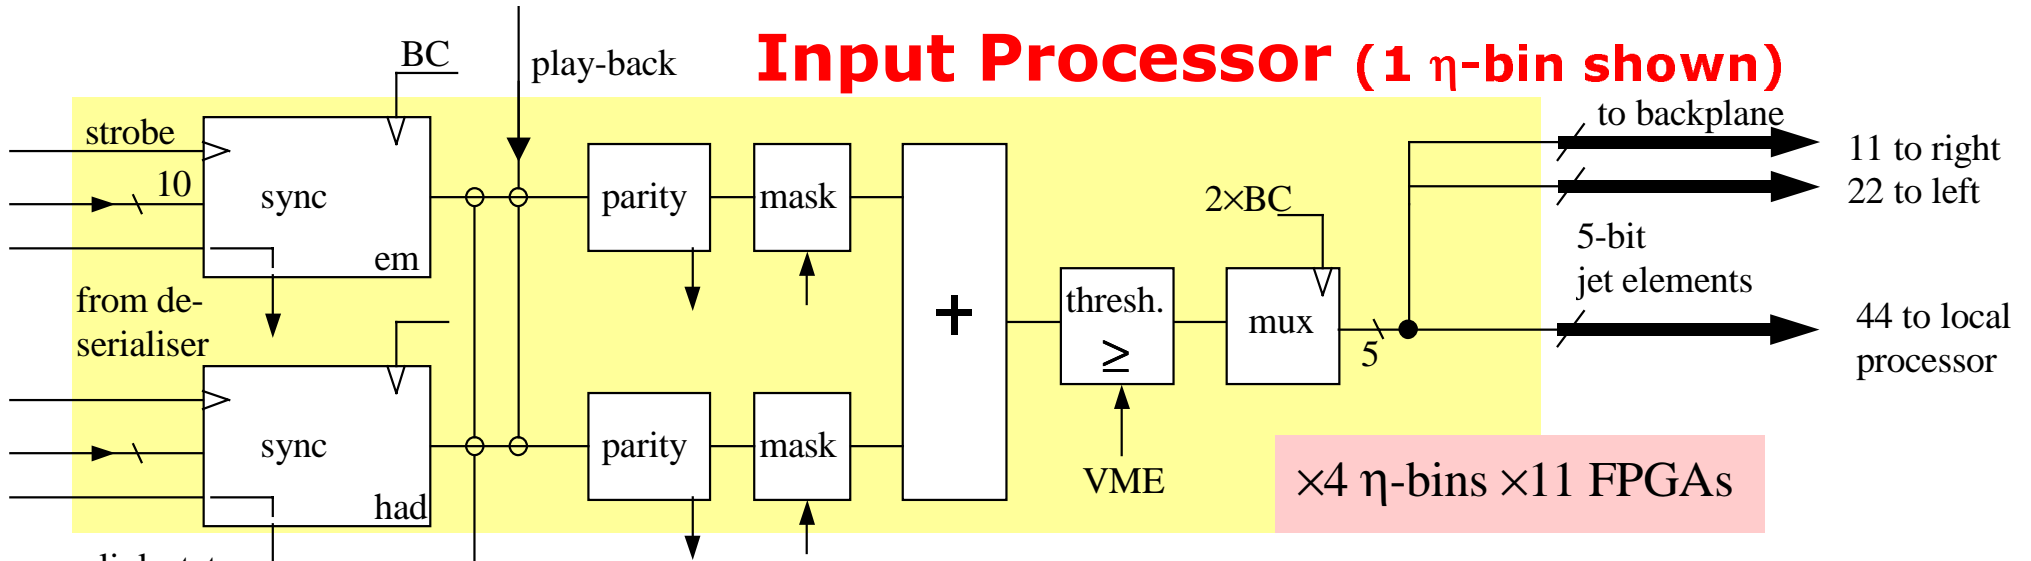 Input Processor (1 η-bin shown)
BC
play-back
strobe
10
sync
em
from de-
serialiser
parity
mask
+
2×BC
thresh.
≥
mux
5
VME
sync
had
parity
mask
to backplane
11 to right
22 to left
5-bit
jet elements
44 to local
processor
×4 η-bins ×11 FPGAs